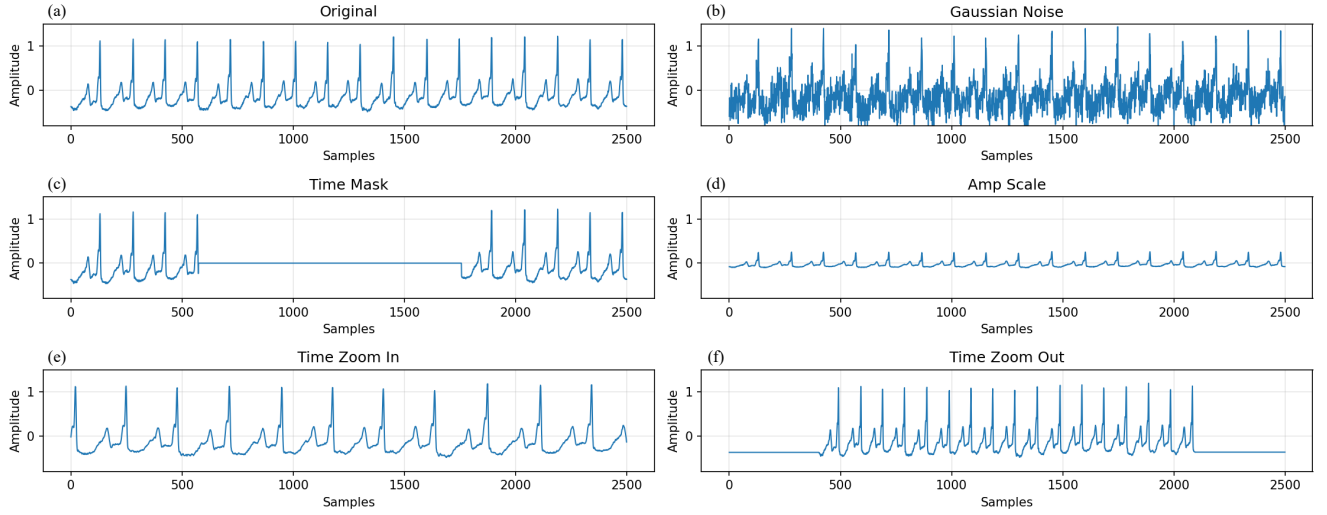 (a) Original
Amplitude
1
0
0 500 1000 1500 2000 2500
Samples
(b) Gaussian Noise
Amplitude
1
0
0 500 1000 1500 2000 2500
Samples
(c) Time Mask
Amplitude
1
0
0 500 1000 1500 2000 2500
Samples
(d) Amp Scale
Amplitude
1
0
0 500 1000 1500 2000 2500
Samples
(e) Time Zoom In
Amplitude
1
0
0 500 1000 1500 2000 2500
Samples
(f) Time Zoom Out
Amplitude
1
0
0 500 1000 1500 2000 2500
Samples